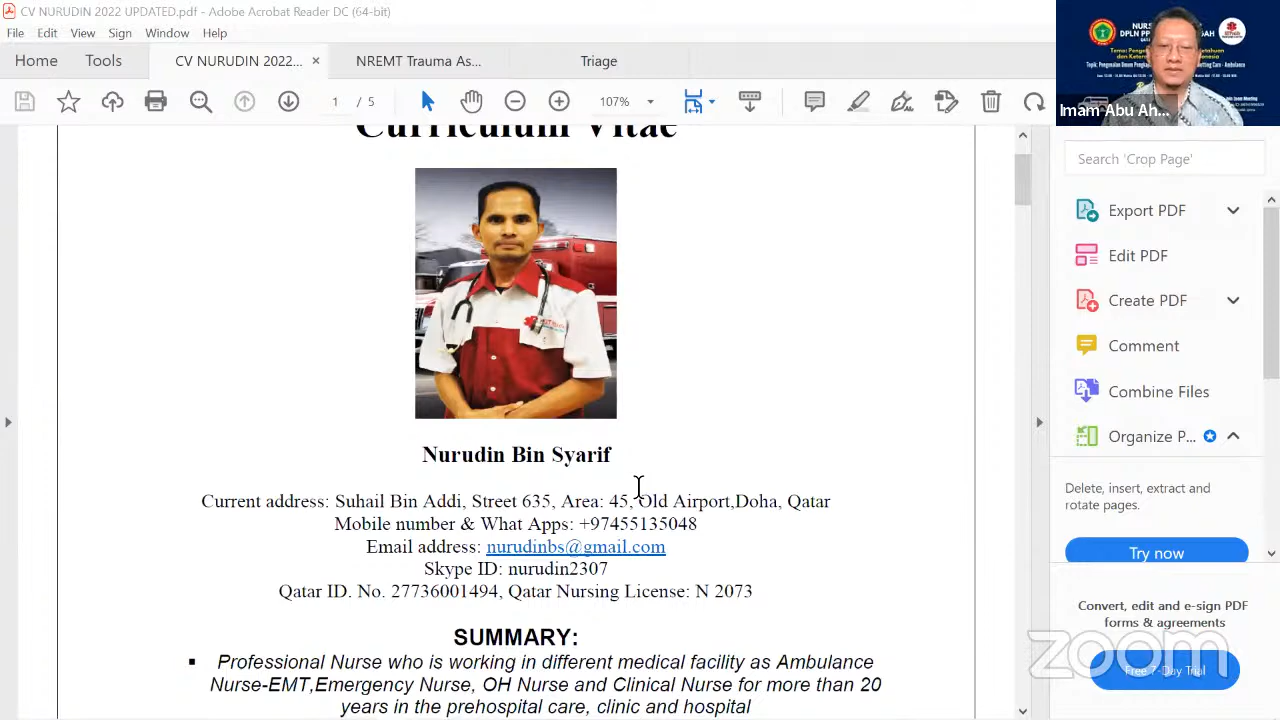 CV NURUDIN 2022 UPDATED.pdf - Adobe Acrobat Reader DC (64-bit)
File Edit View Sign Window Help
Home Tools CV NURUDIN 2022... × NREMT Trauma As... Triage
1 / 5 107%
Curriculum Vitae
Nurudin Bin Syarif
Current address: Suhail Bin Addi, Street 635, Area: 45, Old Airport,Doha, Qatar
Mobile number & What Apps: +97455135048
Email address: nurudinbs@gmail.com
Skype ID: nurudin2307
Qatar ID. No. 27736001494, Qatar Nursing License: N 2073
SUMMARY:
▪ Professional Nurse who is working in different medical facility as Ambulance
Nurse-EMT,Emergency Nurse, OH Nurse and Clinical Nurse for more than 20
years in the prehospital care, clinic and hospital
DPLN
Imam Abu Ah...
Search 'Crop Page'
Export PDF
Edit PDF
Create PDF
Comment
Combine Files
Organize P...
Delete, insert, extract and
rotate pages.
Try now
Convert, edit and e-sign PDF
forms & agreements
Free 7-Day Trial
zoom